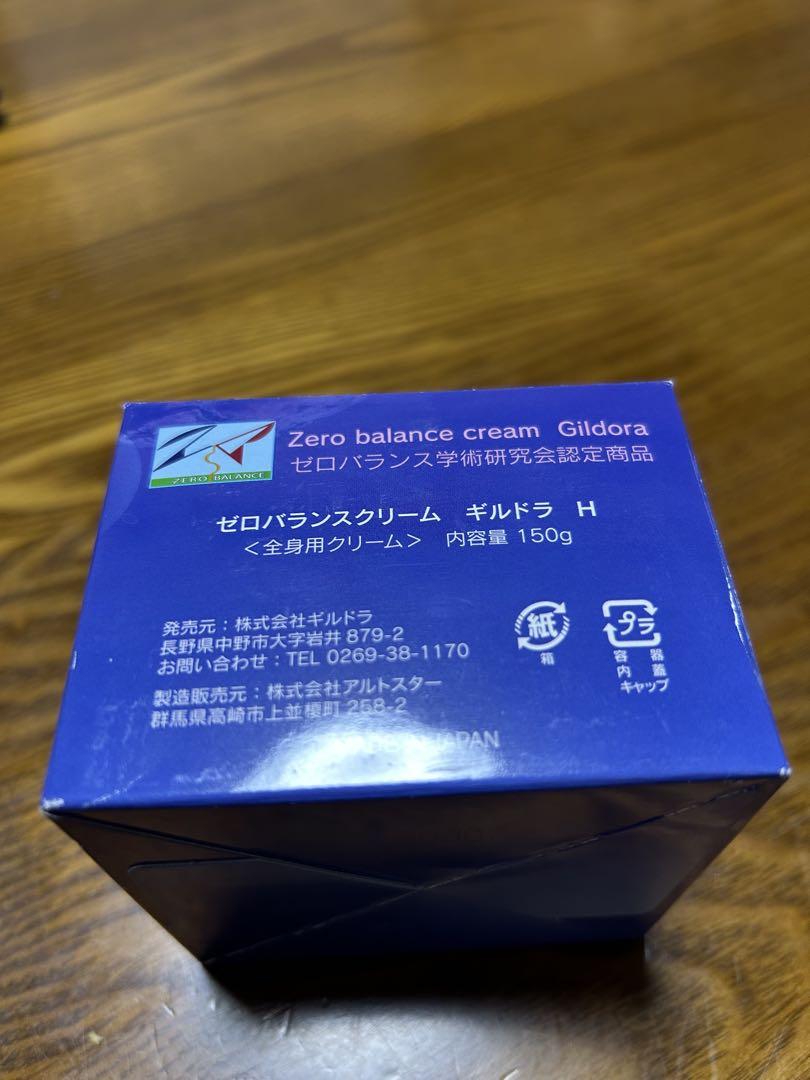 ZERO BALANCE
Zero balance cream Gildora
ゼロバランス学術研究会認定商品
ゼロバランスクリーム ギルドラ H
＜全身用クリーム＞ 内容量 150g
発売元：株式会社ギルドラ
長野県中野市大字岩井 879-2
お問い合わせ：TEL 0269-38-1170
製造販売元：株式会社アルトスター
群馬県高崎市上並榎町 258-2
JAPAN
紙
箱
プラ
容器
内蓋
キャップ